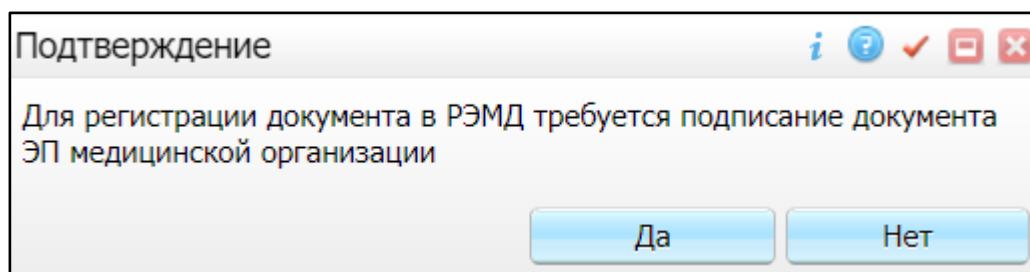 Подтверждение
Для регистрации документа в РЭМД требуется подписание документа
ЭП медицинской организации
Да Нет